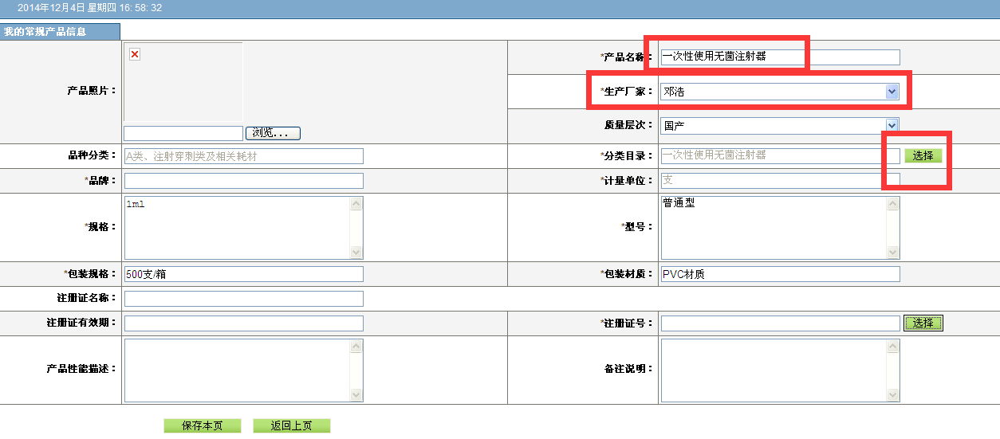 2014年12月4日 星期四 16: 58: 32
我的常规产品信息
产品照片：
浏览...
*产品名称：
一次性使用无菌注射器
*生产厂家：
邓浩
质量层次：
国产
品种分类：
A类、注射穿刺类及相关耗材
*分类目录：
一次性使用无菌注射器
选择
*品牌：
*计量单位：
支
*规格：
1ml
*型号：
普通型
*包装规格：
500支/箱
*包装材质：
PVC材质
注册证名称：
注册证有效期：
*注册证号：
选择
产品性能描述：
备注说明：
保存本页
返回上页